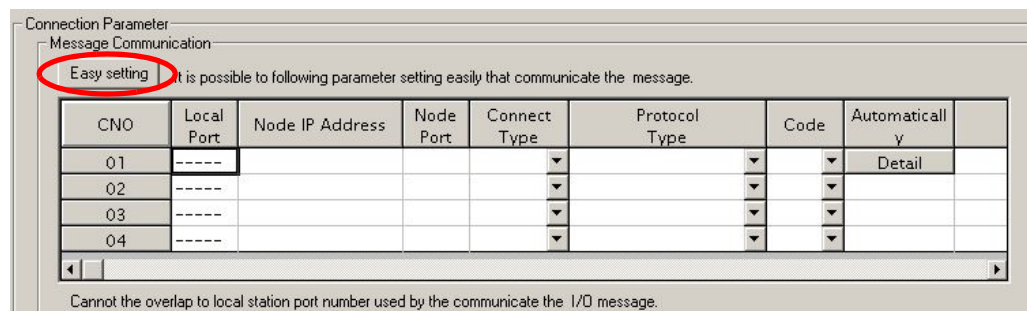 Connection Parameter
Message Communication
Easy setting It is possible to following parameter setting easily that communicate the message.
CNO Local Port Node IP Address Node Port Connect Type Protocol Type Code Automaticall y
01 ----- Detail
02 -----
03 -----
04 -----
Cannot the overlap to local station port number used by the communicate the I/O message.